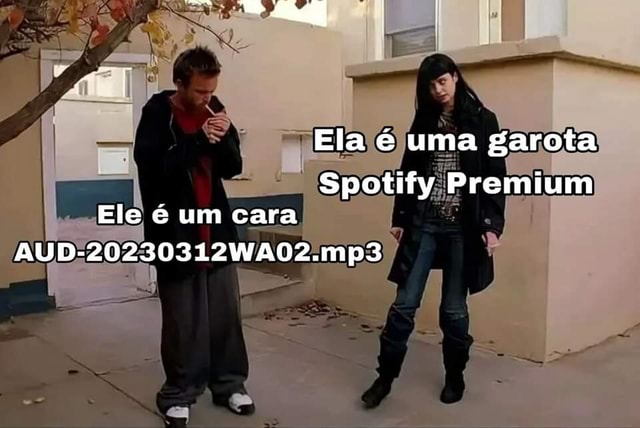 Ela é uma garota
Spotify Premium
Ele é um cara
AUD-20230312WA02.mp3